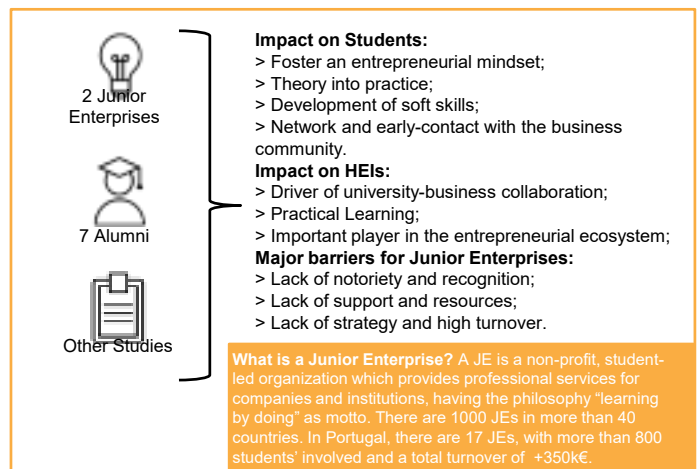 2 Junior
Enterprises
7 Alumni
Other Studies
Impact on Students:
> Foster an entrepreneurial mindset;
> Theory into practice;
> Development of soft skills;
> Network and early-contact with the business
community.
Impact on HEIs:
> Driver of university-business collaboration;
> Practical Learning;
> Important player in the entrepreneurial ecosystem;
Major barriers for Junior Enterprises:
> Lack of notoriety and recognition;
> Lack of support and resources;
> Lack of strategy and high turnover.
What is a Junior Enterprise? A JE is a non-profit, student-
led organization which provides professional services for
companies and institutions, having the philosophy “learning
by doing” as motto. There are 1000 JEs in more than 40
countries. In Portugal, there are 17 JEs, with more than 800
students’ involved and a total turnover of +350k€.